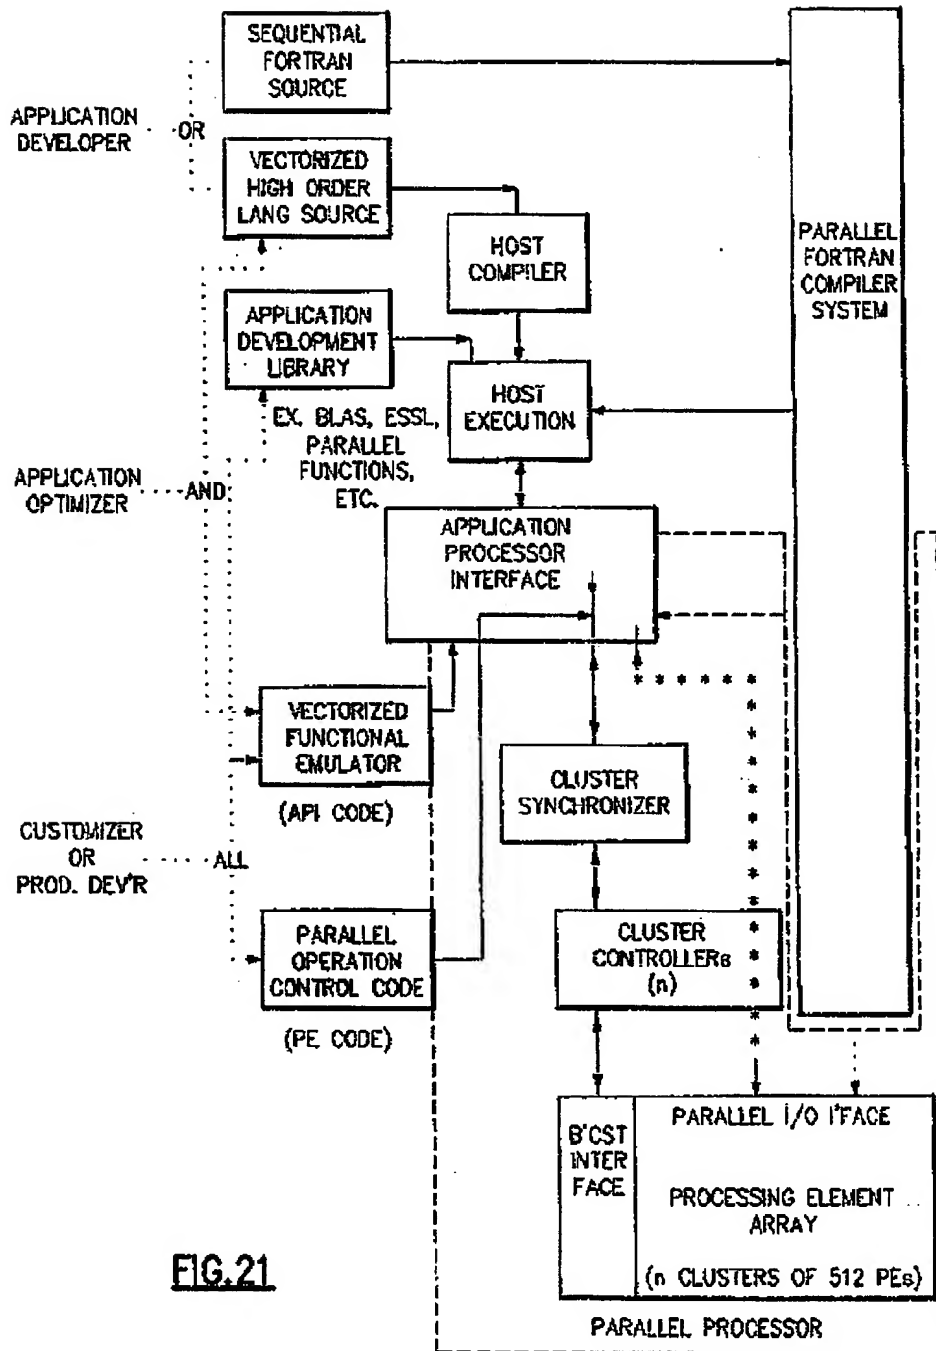 SEQUENTIAL
FORTRAN
SOURCE
APPLICATION
DEVELOPER
OR
VECTORIZED
HIGH ORDER
LANG SOURCE
HOST
COMPILER
PARALLEL
FORTRAN
COMPILER
SYSTEM
APPLICATION
DEVELOPMENT
LIBRARY
HOST
EXECUTION
EX. BLAS, ESSL,
PARALLEL
FUNCTIONS,
ETC.
APPLICATION
OPTIMIZER
AND
APPLICATION
PROCESSOR
INTERFACE
VECTORIZED
FUNCTIONAL
EMULATOR
(API CODE)
CLUSTER
SYNCHRONIZER
CUSTOMIZER
OR
PROD. DEV'R
ALL
PARALLEL
OPERATION
CONTROL CODE
(PE CODE)
CLUSTER
CONTROLLERs
(n)
B'CST
INTER
FACE
PARALLEL I/O I'FACE
PROCESSING ELEMENT
ARRAY
(n CLUSTERS OF 512 PEs)
FIG.21
PARALLEL PROCESSOR